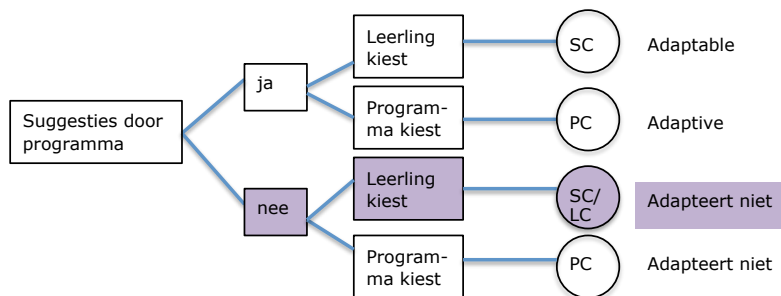 Suggesties door
programma
ja
nee
Leerling
kiest
Program-
ma kiest
Leerling
kiest
Program-
ma kiest
SC
PC
SC/
LC
PC
Adaptable
Adaptive
Adapteert niet
Adapteert niet